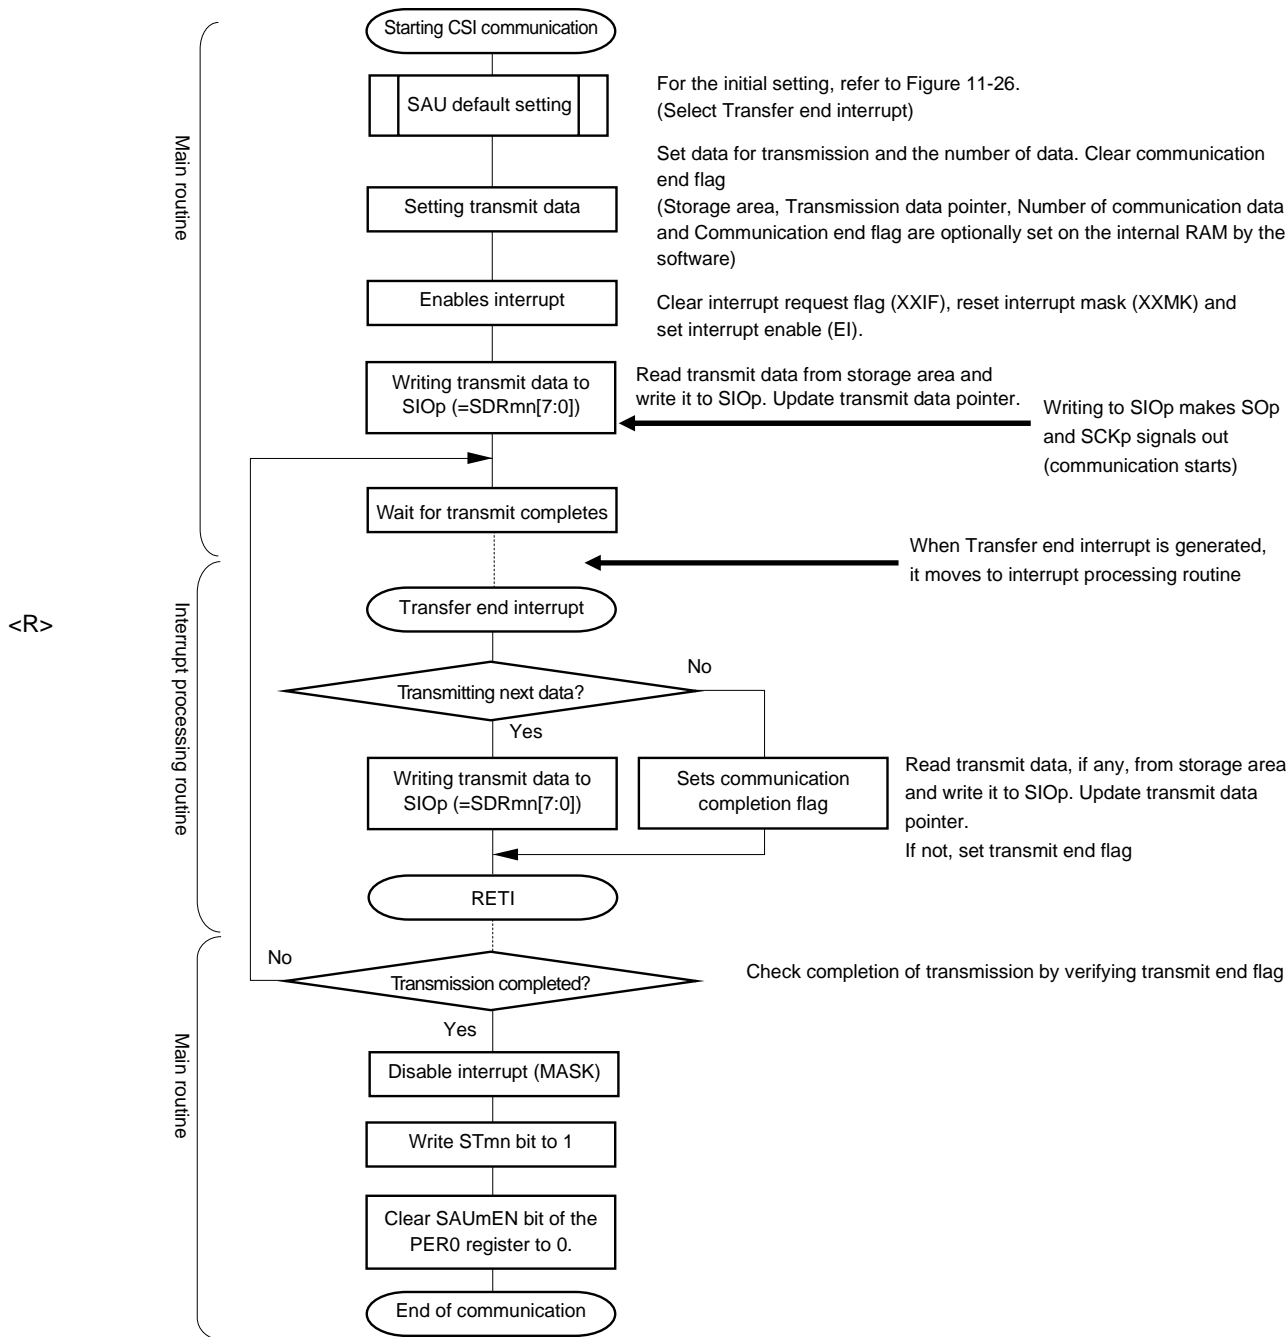 Starting CSI communication
SAU default setting
For the initial setting, refer to Figure 11-26.
(Select Transfer end interrupt)
Main routine
Set data for transmission and the number of data. Clear communication
end flag
(Storage area, Transmission data pointer, Number of communication data
and Communication end flag are optionally set on the internal RAM by the
software)
Setting transmit data
Enables interrupt
Clear interrupt request flag (XXIF), reset interrupt mask (XXMK) and
set interrupt enable (EI).
Writing transmit data to
SIOp (=SDRmn[7:0])
Read transmit data from storage area and
write it to SIOp. Update transmit data pointer.
Writing to SIOp makes SOp
and SCKp signals out
(communication starts)
Wait for transmit completes
When Transfer end interrupt is generated,
it moves to interrupt processing routine
<R>
Interrupt processing routine
Transfer end interrupt
Transmitting next data?
No
Yes
Writing transmit data to
SIOp (=SDRmn[7:0])
Sets communication
completion flag
Read transmit data, if any, from storage area
and write it to SIOp. Update transmit data
pointer.
If not, set transmit end flag
RETI
Main routine
No
Transmission completed?
Check completion of transmission by verifying transmit end flag
Yes
Disable interrupt (MASK)
Write STmn bit to 1
Clear SAUmEN bit of the
PER0 register to 0.
End of communication